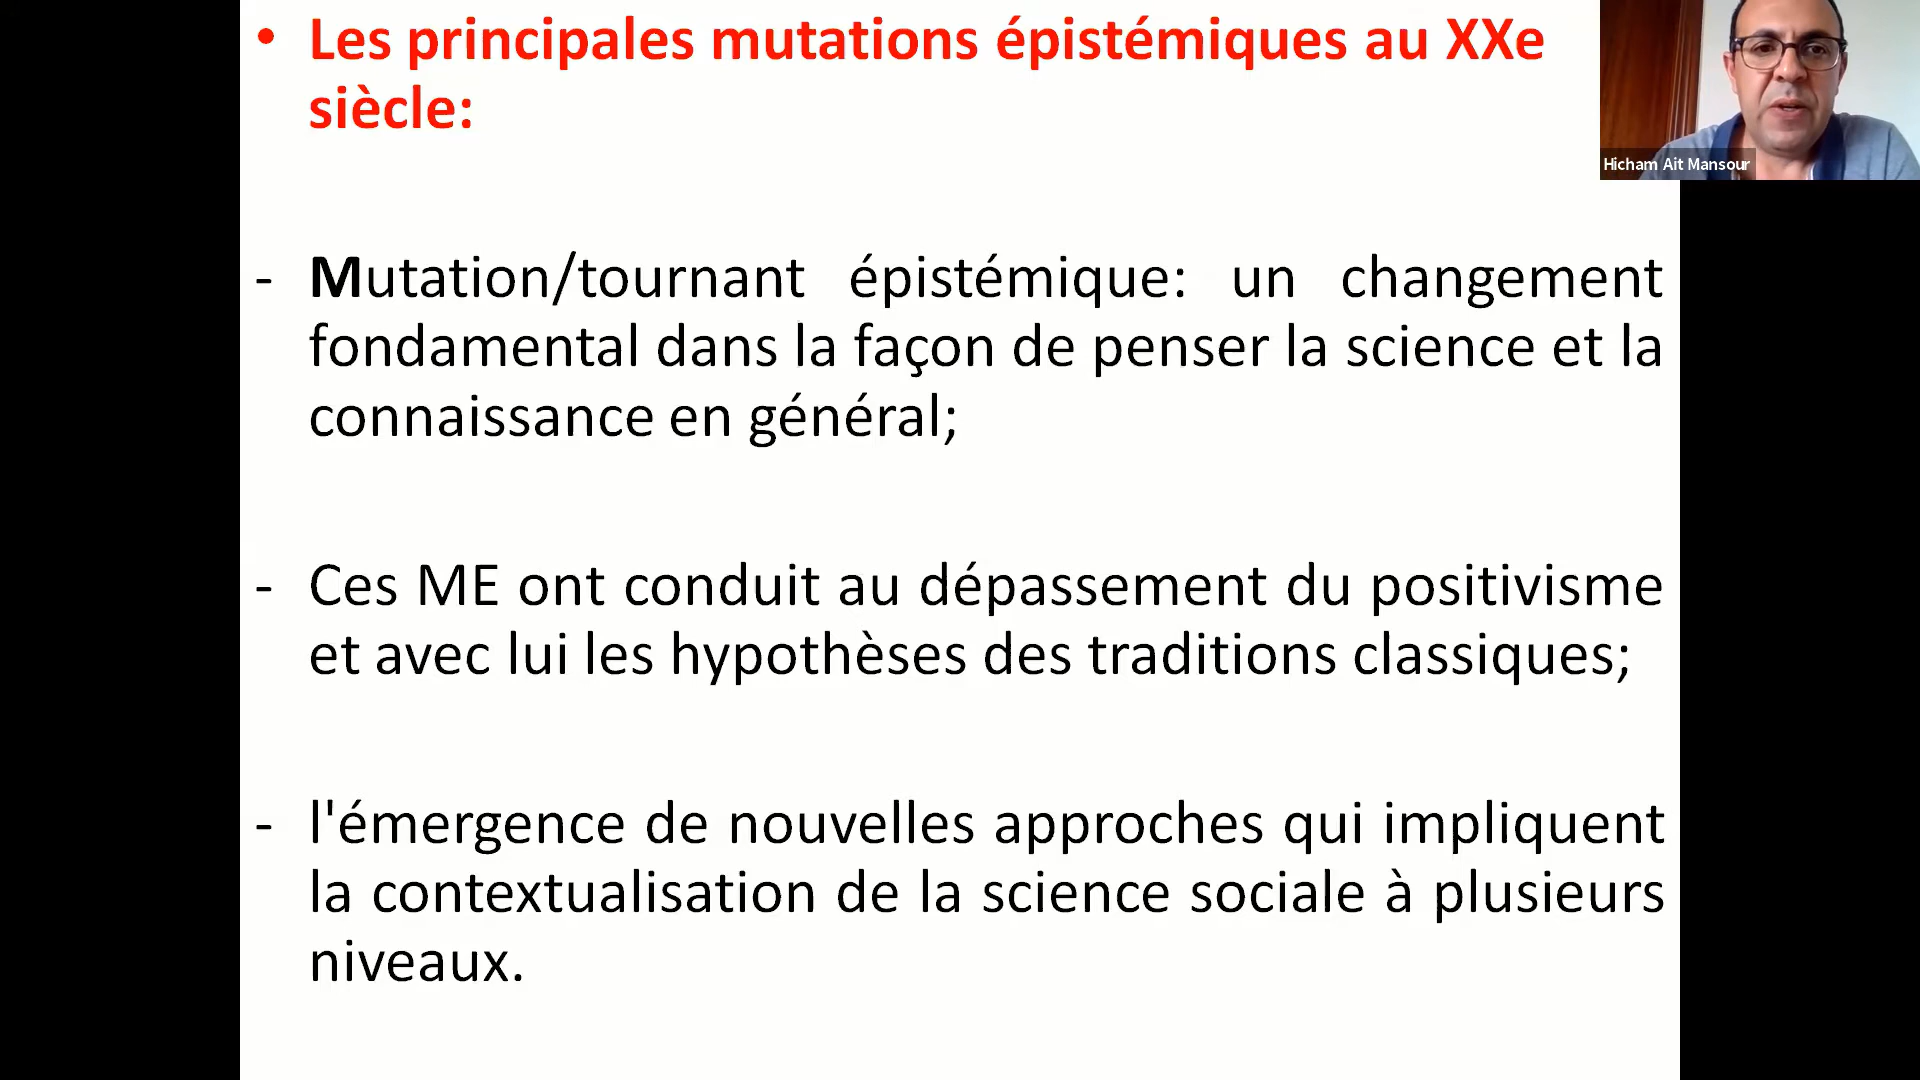 • Les principales mutations épistémiques au XXe
siècle:
Hicham Ait Mansour
- Mutation/tournant épistémique: un changement
fondamental dans la façon de penser la science et la
connaissance en général;
- Ces ME ont conduit au dépassement du positivisme
et avec lui les hypothèses des traditions classiques;
- l'émergence de nouvelles approches qui impliquent
la contextualisation de la science sociale à plusieurs
niveaux.